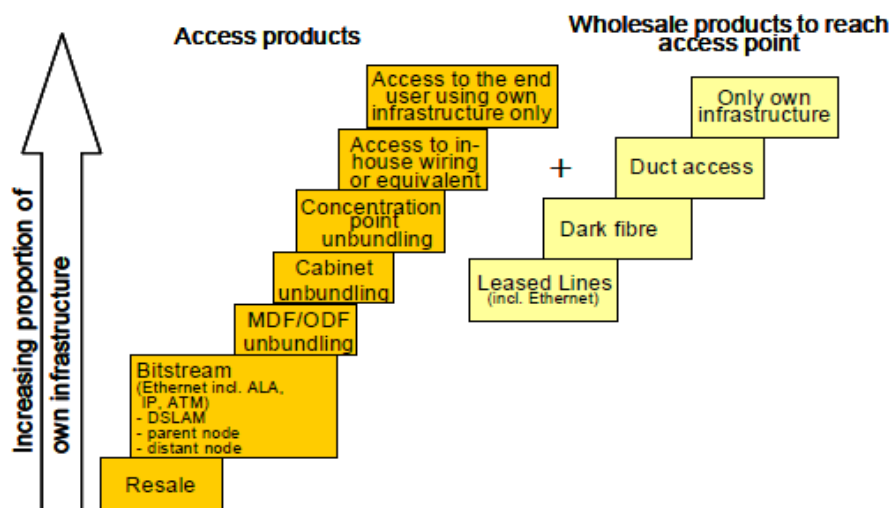 Access products
Wholesale products to reach
access point
Access to the end
user using own
infrastructure only
Access to in-
house wiring
or equivalent
Concentration
point
unbundling
Cabinet
unbundling
MDF/ODF
unbundling
Bitstream
(Ethernet incl. ALA,
IP, ATM)
- DSLAM
- parent node
- distant node
Resale
+
Only own
infrastructure
Duct access
Dark fibre
Leased Lines
(incl. Ethernet)
Increasing proportion of
own infrastructure